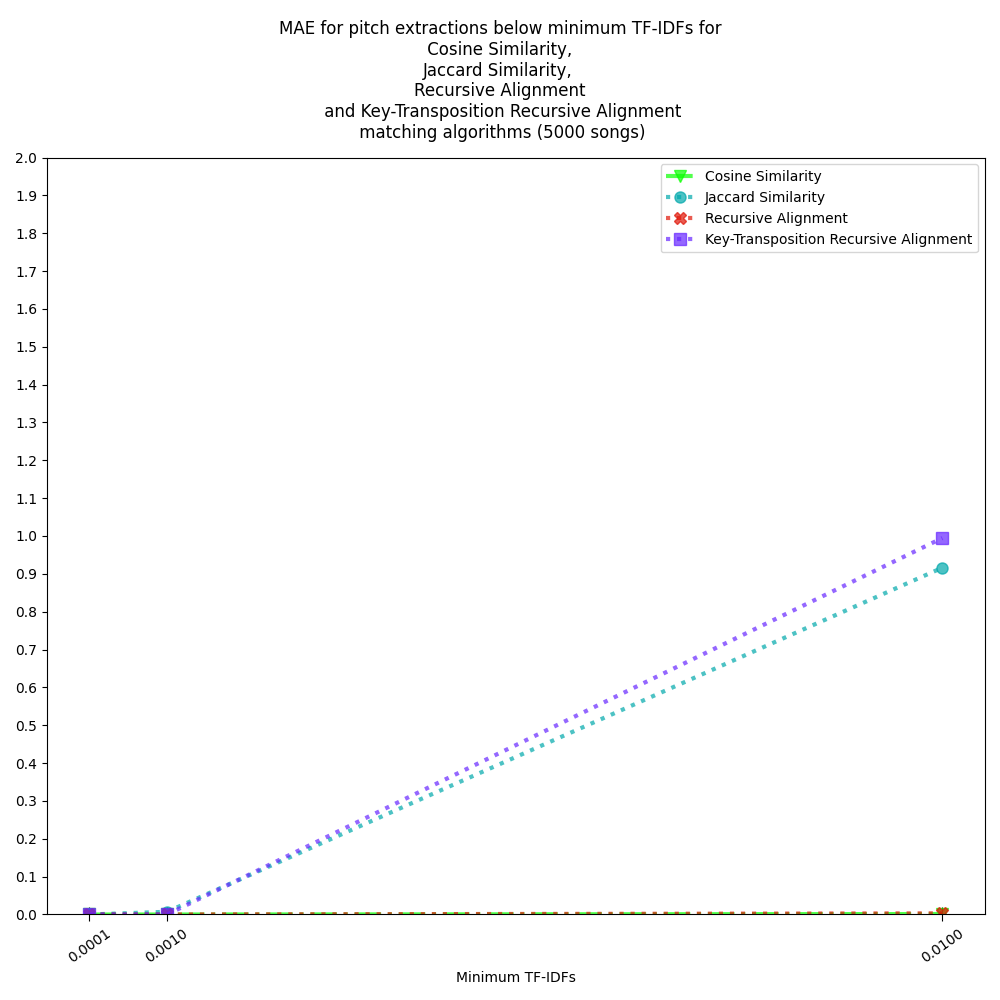 MAE for pitch extractions below minimum TF-IDFs for
Cosine Similarity,
Jaccard Similarity,
Recursive Alignment
and Key-Transposition Recursive Alignment
matching algorithms (5000 songs)
2.0
1.9
1.8
1.7
1.6
1.5
1.4
1.3
1.2
1.1
1.0
0.9
0.8
0.7
0.6
0.5
0.4
0.3
0.2
0.1
0.0
Cosine Similarity
Jaccard Similarity
Recursive Alignment
Key-Transposition Recursive Alignment
0.0001
0.0010
0.0100
Minimum TF-IDFs